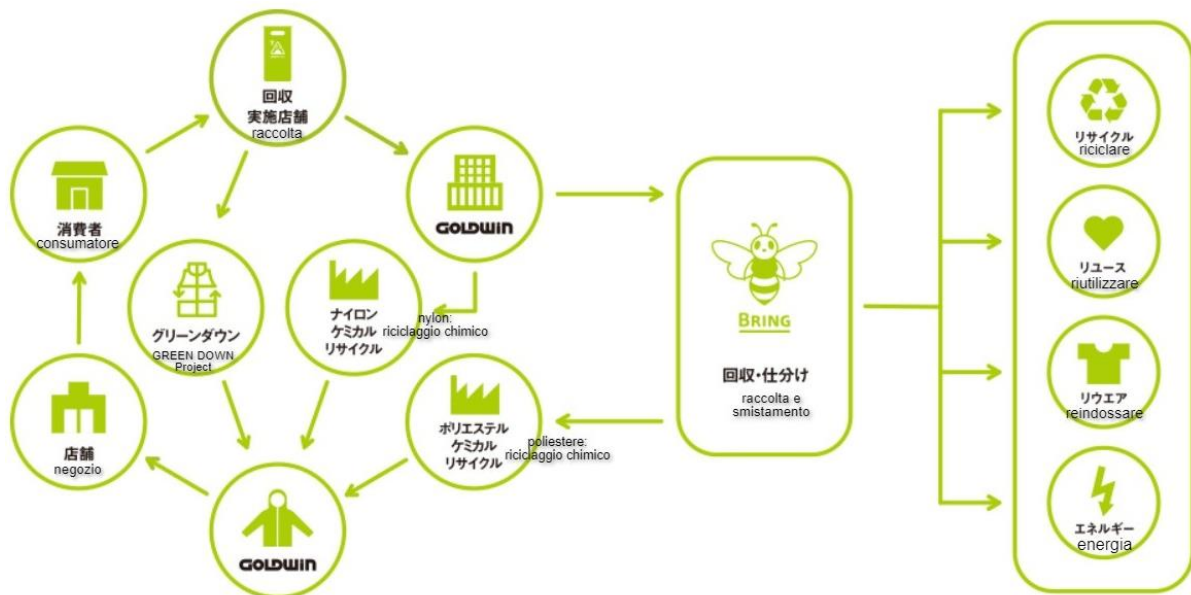 回収
実施店舗
raccolta
消費者
consumatore
GOLDWIN
グリーンダウン
GREEN DOWN
Project
ナイロン
ケミカル
リサイクル
nylon:
riciclaggio chimico
店舗
negozio
ポリエステル
ケミカル
リサイクル
poliestere:
riciclaggio chimico
GOLDWIN
BRING
回収・仕分け
raccolta e
smistamento
リサイクル
riciclare
リユース
riutilizzare
リウエア
reindossare
エネルギー
energia